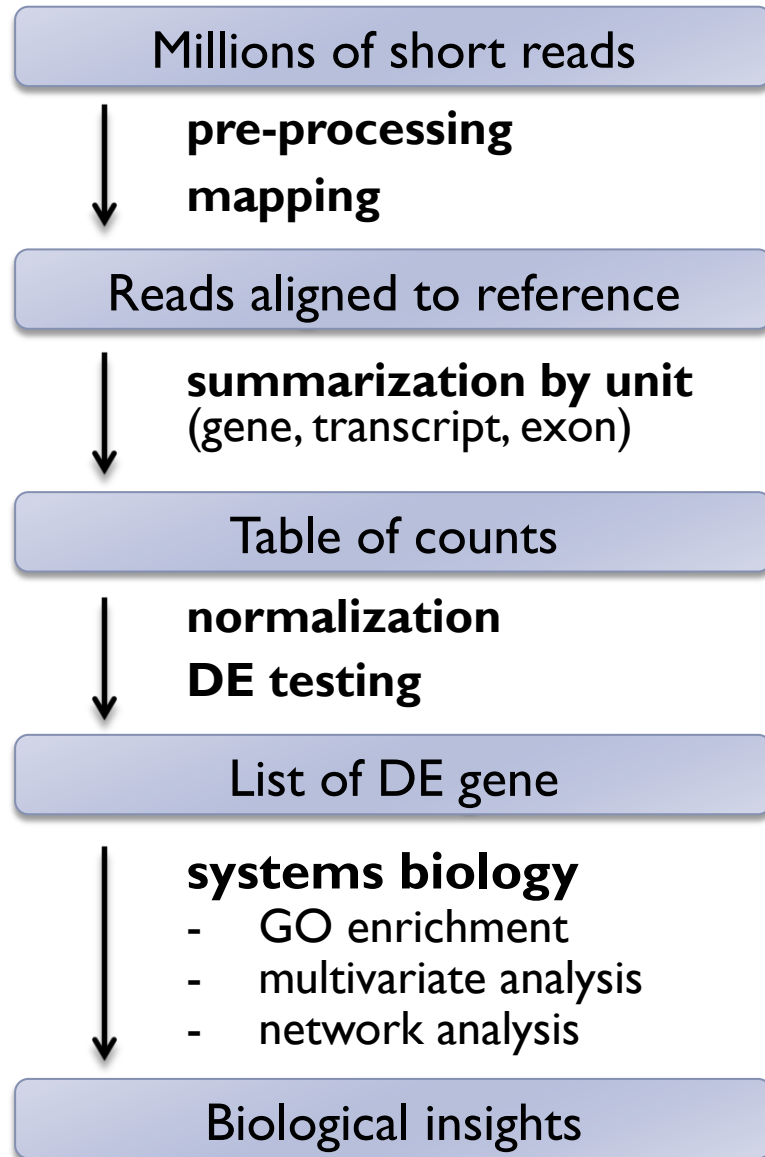 Millions of short reads
pre-processing
mapping
Reads aligned to reference
summarization by unit
(gene, transcript, exon)
Table of counts
normalization
DE testing
List of DE gene
systems biology
- GO enrichment
- multivariate analysis
- network analysis
Biological insights